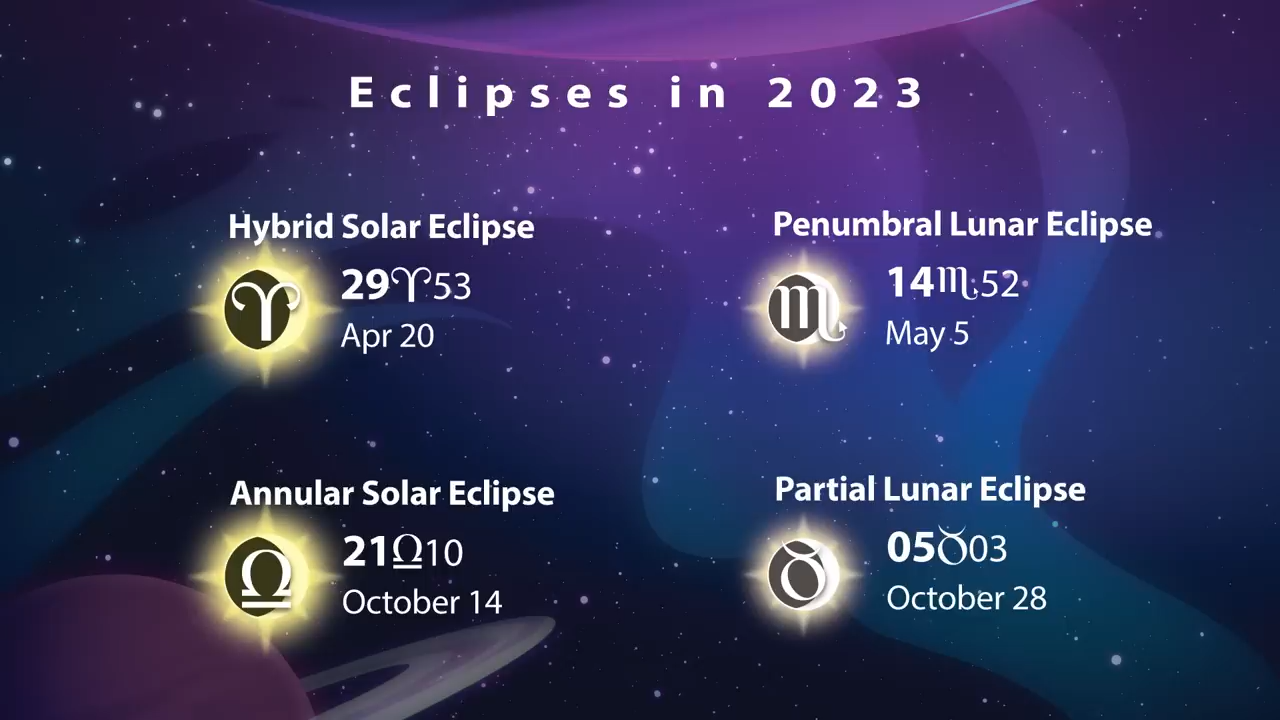 Eclipses in 2023
Hybrid Solar Eclipse
29♈53
Apr 20
Penumbral Lunar Eclipse
14♏52
May 5
Annular Solar Eclipse
21♎10
October 14
Partial Lunar Eclipse
05♉03
October 28